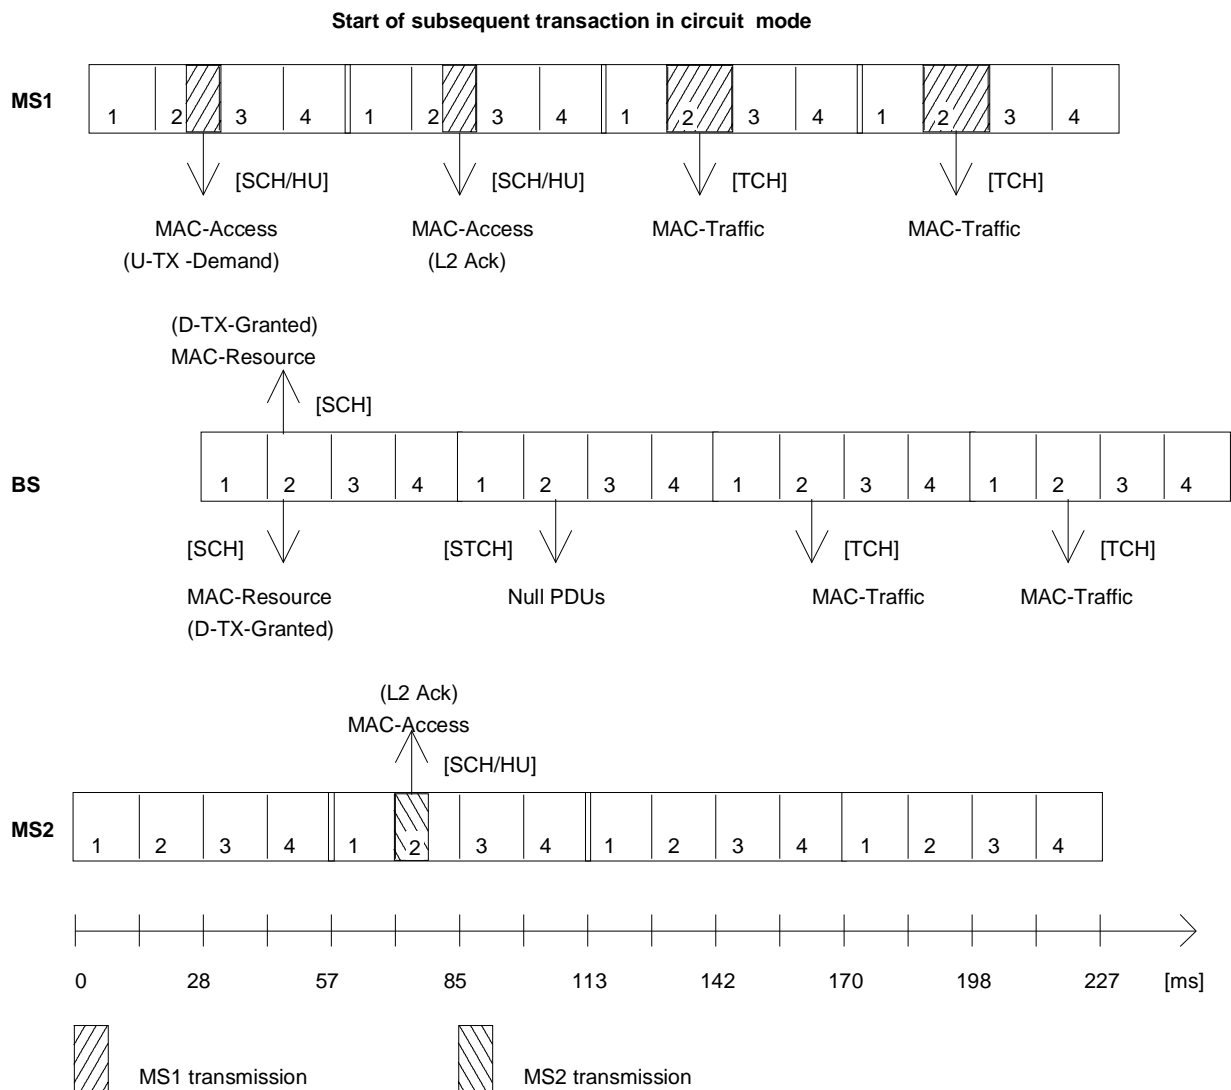 Start of subsequent transaction in circuit mode
MS1
1 2 3 4 1 2 3 4 1 2 3 4 1 2 3 4
[SCH/HU] [SCH/HU] [TCH] [TCH]
MAC-Access MAC-Access MAC-Traffic MAC-Traffic
(U-TX -Demand) (L2 Ack)
(D-TX-Granted)
MAC-Resource
[SCH]
BS
1 2 3 4 1 2 3 4 1 2 3 4 1 2 3 4
[SCH] [STCH] [TCH] [TCH]
MAC-Resource Null PDUs MAC-Traffic MAC-Traffic
(D-TX-Granted)
(L2 Ack)
MAC-Access
[SCH/HU]
MS2
1 2 3 4 1 2 3 4 1 2 3 4 1 2 3 4
0 28 57 85 113 142 170 198 227 [ms]
MS1 transmission MS2 transmission